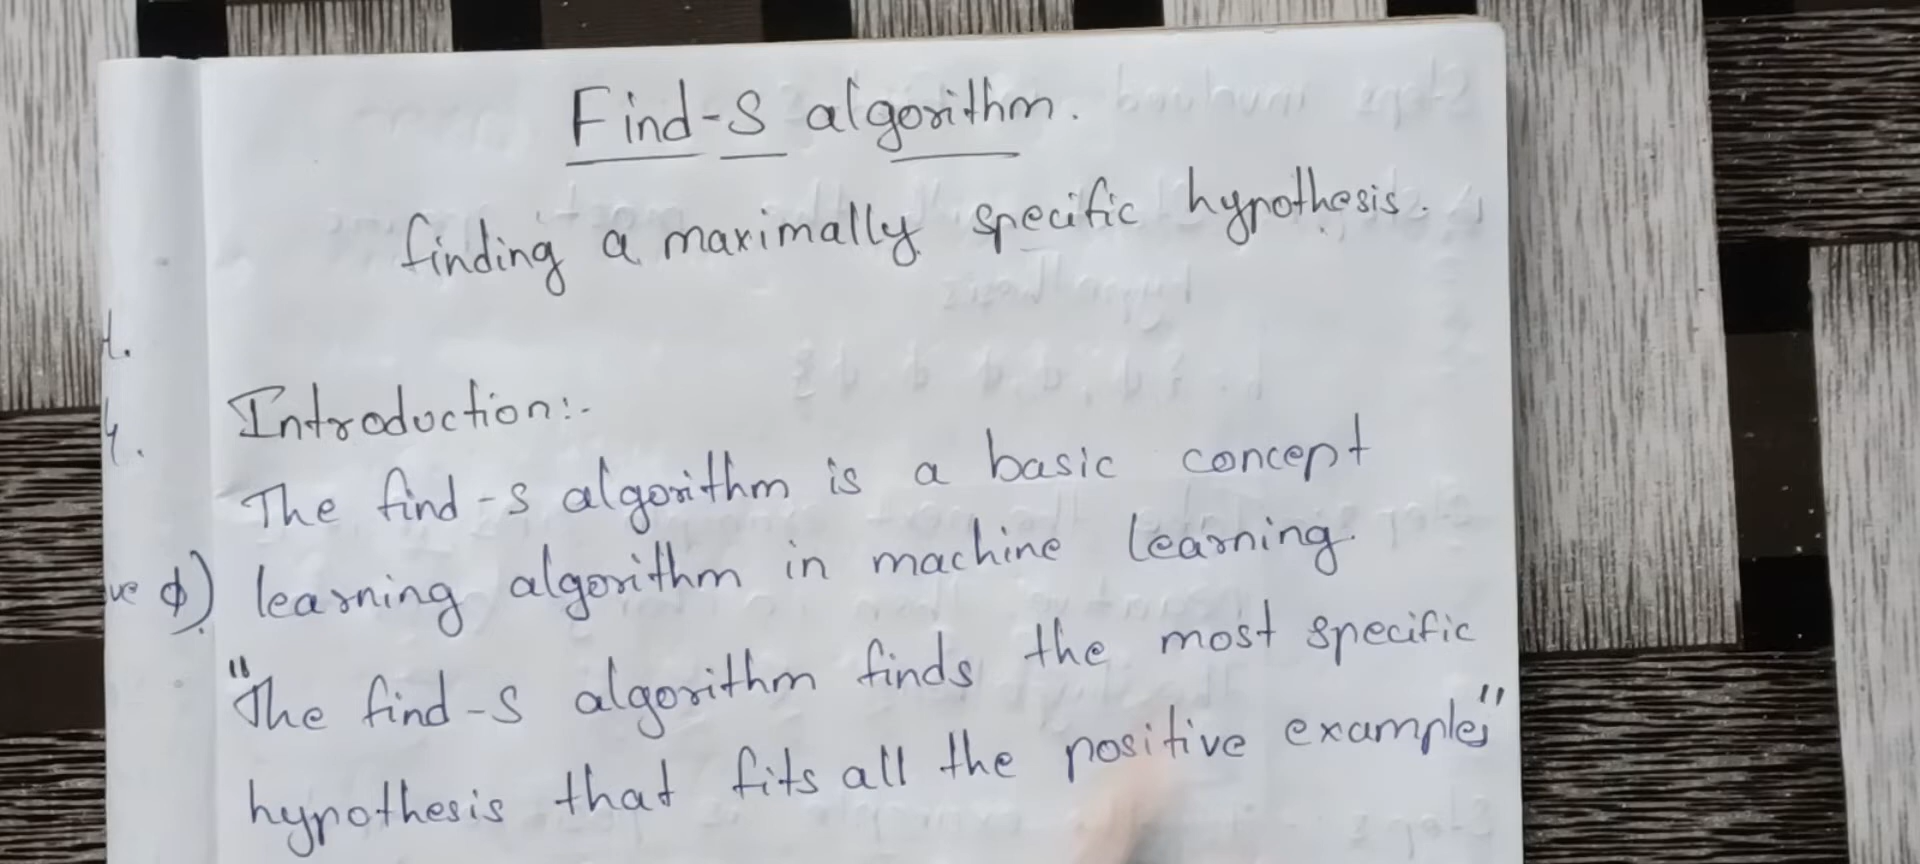 Find-S algorithm.
finding a maximally specific hypothesis.
Introduction:-
The find-s algorithm is a basic concept
learning algorithm in machine learning.
"The find-s algorithm finds the most specific
hypothesis that fits all the positive examples"